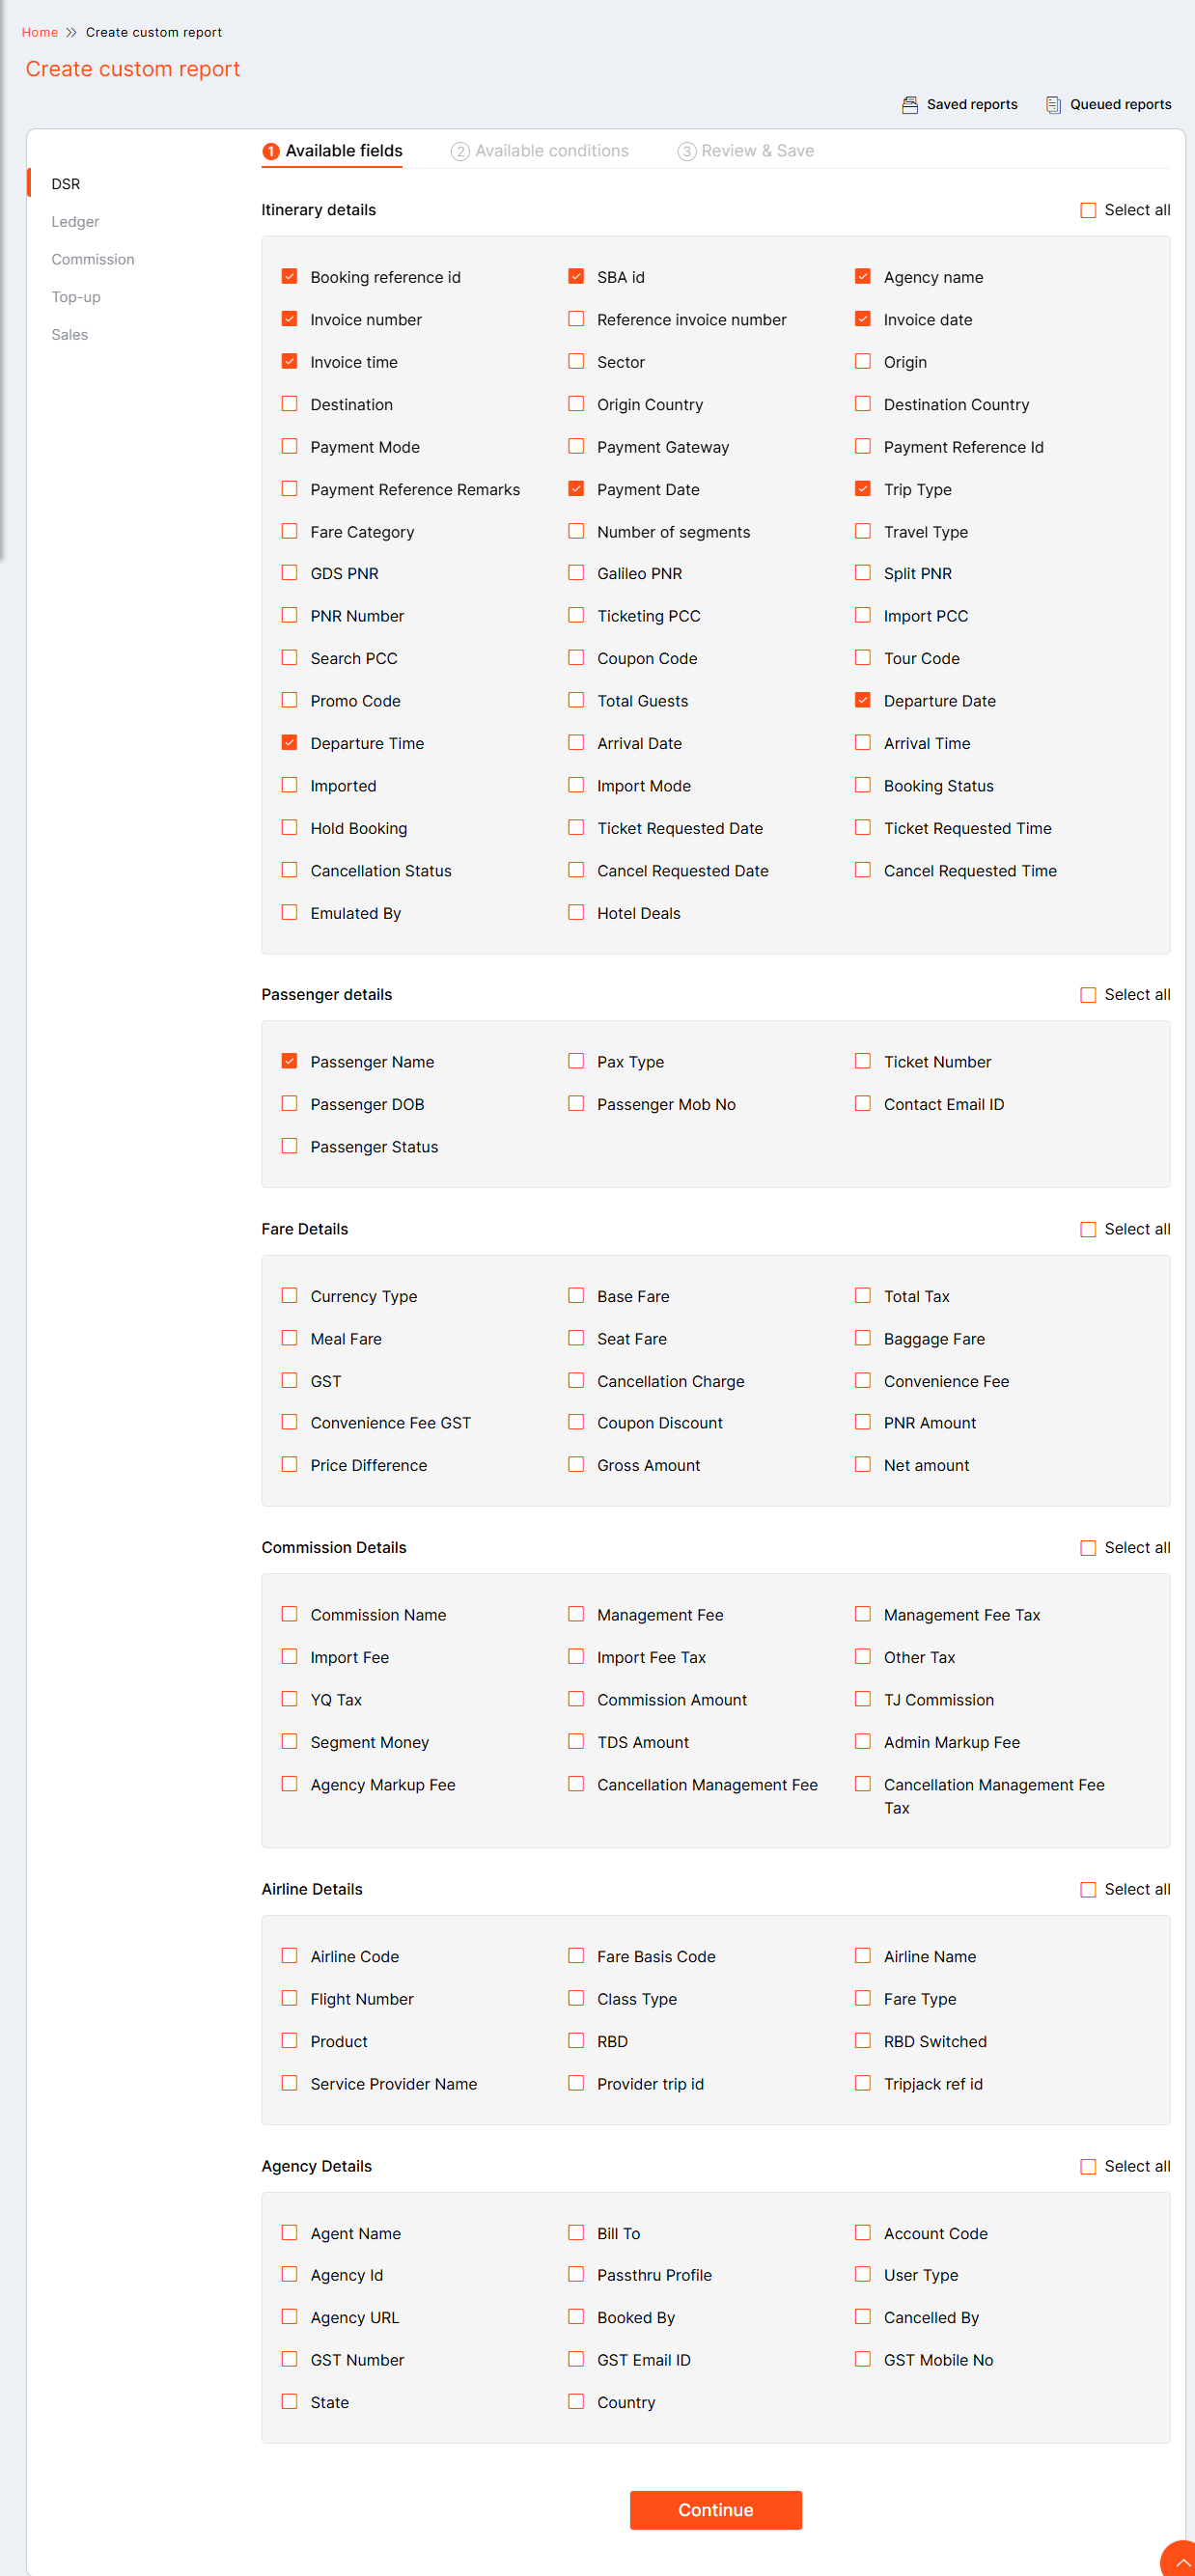 Home » Create custom report
Create custom report
Saved reports Queued reports
1 Available fields 2 Available conditions 3 Review & Save
DSR
Ledger
Commission
Top-up
Sales
Itinerary details Select all
Booking reference id SBA id Agency name
Invoice number Reference invoice number Invoice date
Invoice time Sector Origin
Destination Origin Country Destination Country
Payment Mode Payment Gateway Payment Reference Id
Payment Reference Remarks Payment Date Trip Type
Fare Category Number of segments Travel Type
GDS PNR Galileo PNR Split PNR
PNR Number Ticketing PCC Import PCC
Search PCC Coupon Code Tour Code
Promo Code Total Guests Departure Date
Departure Time Arrival Date Arrival Time
Imported Import Mode Booking Status
Hold Booking Ticket Requested Date Ticket Requested Time
Cancellation Status Cancel Requested Date Cancel Requested Time
Emulated By Hotel Deals
Passenger details Select all
Passenger Name Pax Type Ticket Number
Passenger DOB Passenger Mob No Contact Email ID
Passenger Status
Fare Details Select all
Currency Type Base Fare Total Tax
Meal Fare Seat Fare Baggage Fare
GST Cancellation Charge Convenience Fee
Convenience Fee GST Coupon Discount PNR Amount
Price Difference Gross Amount Net amount
Commission Details Select all
Commission Name Management Fee Management Fee Tax
Import Fee Import Fee Tax Other Tax
YQ Tax Commission Amount TJ Commission
Segment Money TDS Amount Admin Markup Fee
Agency Markup Fee Cancellation Management Fee Cancellation Management Fee
Tax
Airline Details Select all
Airline Code Fare Basis Code Airline Name
Flight Number Class Type Fare Type
Product RBD RBD Switched
Service Provider Name Provider trip id Tripjack ref id
Agency Details Select all
Agent Name Bill To Account Code
Agency Id Passthru Profile User Type
Agency URL Booked By Cancelled By
GST Number GST Email ID GST Mobile No
State Country
Continue